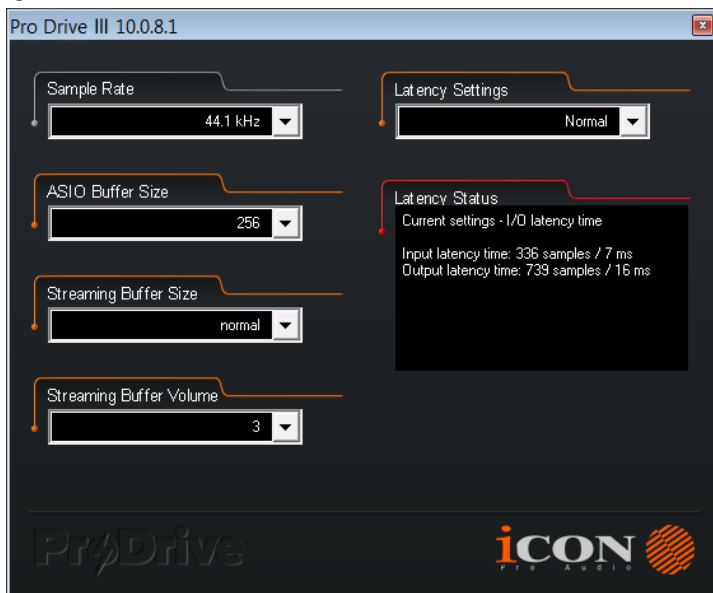 Pro Drive III 10.0.8.1
Sample Rate
44.1 kHz
ASIO Buffer Size
256
Streaming Buffer Size
normal
Streaming Buffer Volume
3
Latency Settings
Normal
Latency Status
Current settings - I/O latency time
Input latency time: 336 samples / 7 ms
Output latency time: 739 samples / 16 ms
ProDrive
iCON
Pro Audio